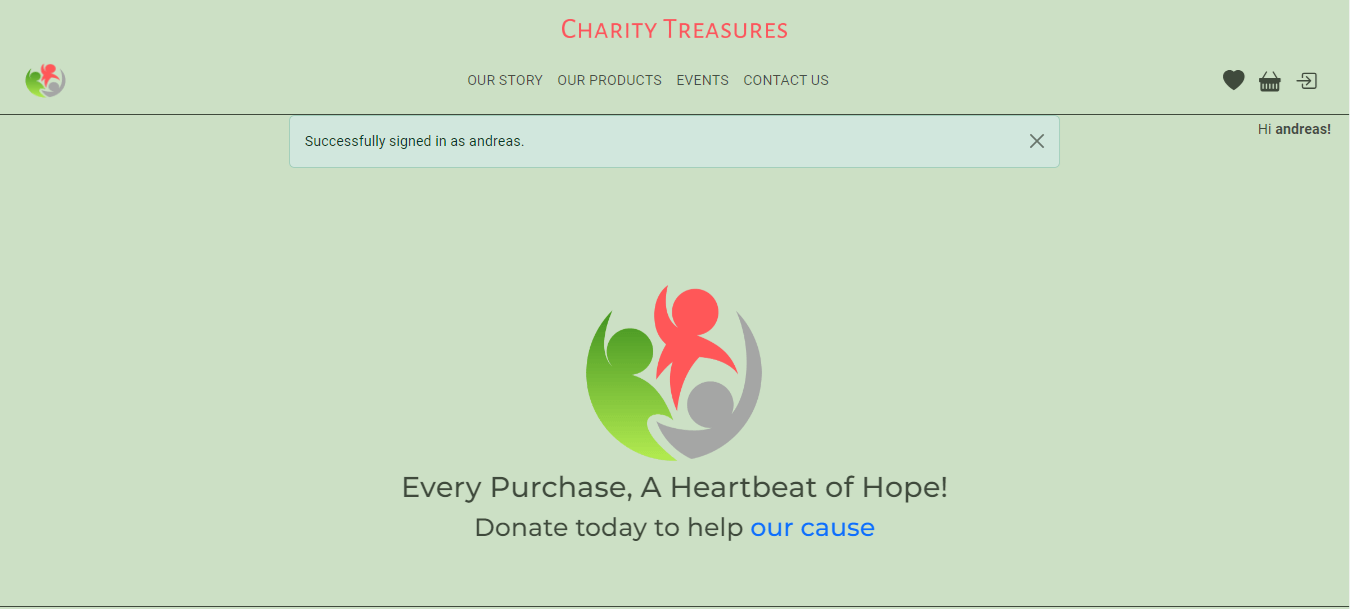 Charity Treasures
OUR STORY OUR PRODUCTS EVENTS CONTACT US
Successfully signed in as andreas.
Hi andreas!
Every Purchase, A Heartbeat of Hope!
Donate today to help our cause